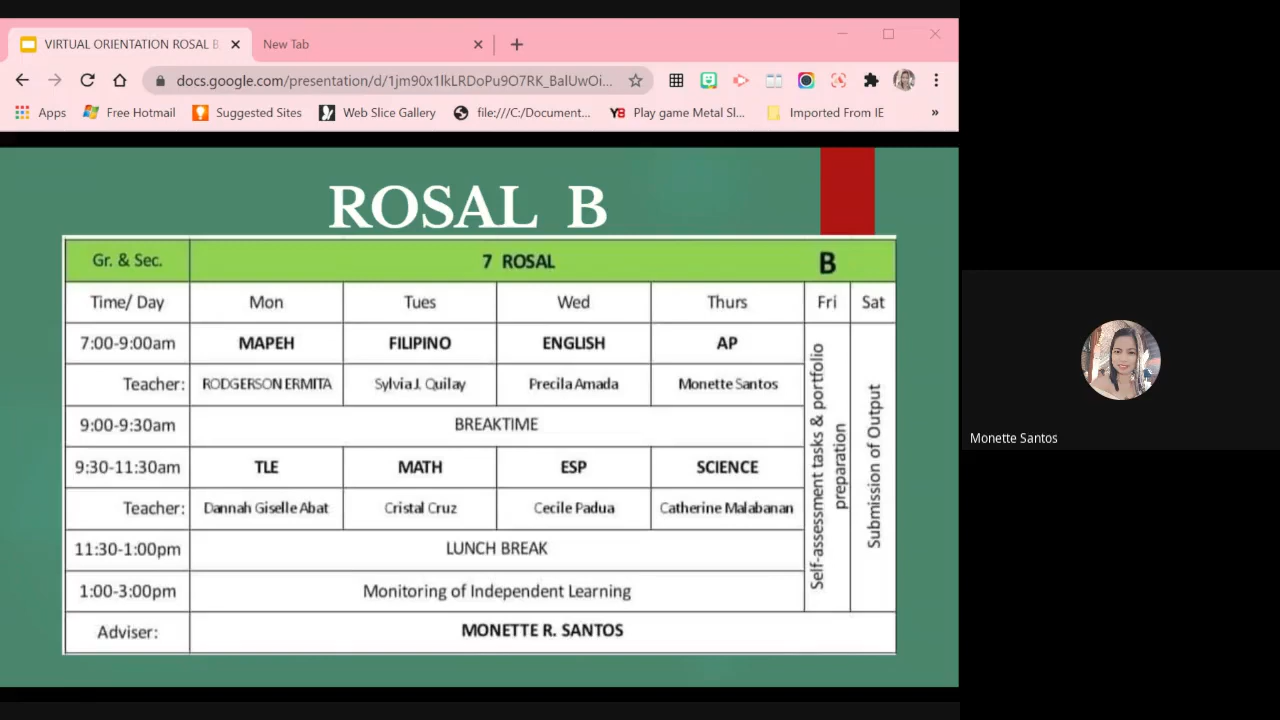 VIRTUAL ORIENTATION ROSAL B
New Tab
docs.google.com/presentation/d/1jm90x1lkLRDoPu9O7RK_BalUwOi...
Apps Free Hotmail Suggested Sites Web Slice Gallery file:///C:/Document... Play game Metal Sl... Imported From IE »
ROSAL B
Gr. & Sec. 7 ROSAL B
Time/ Day Mon Tues Wed Thurs Fri Sat
7:00-9:00am MAPEH FILIPINO ENGLISH AP
Teacher: RODGERSON ERMITA Sylvia J. Quilay Precila Amada Monette Santos
9:00-9:30am BREAKTIME
9:30-11:30am TLE MATH ESP SCIENCE
Teacher: Dannah Giselle Abat Cristal Cruz Cecile Padua Catherine Malabanan
11:30-1:00pm LUNCH BREAK
1:00-3:00pm Monitoring of Independent Learning
Self-assessment tasks & portfolio
preparation
Submission of Output
Adviser: MONETTE R. SANTOS
Monette Santos